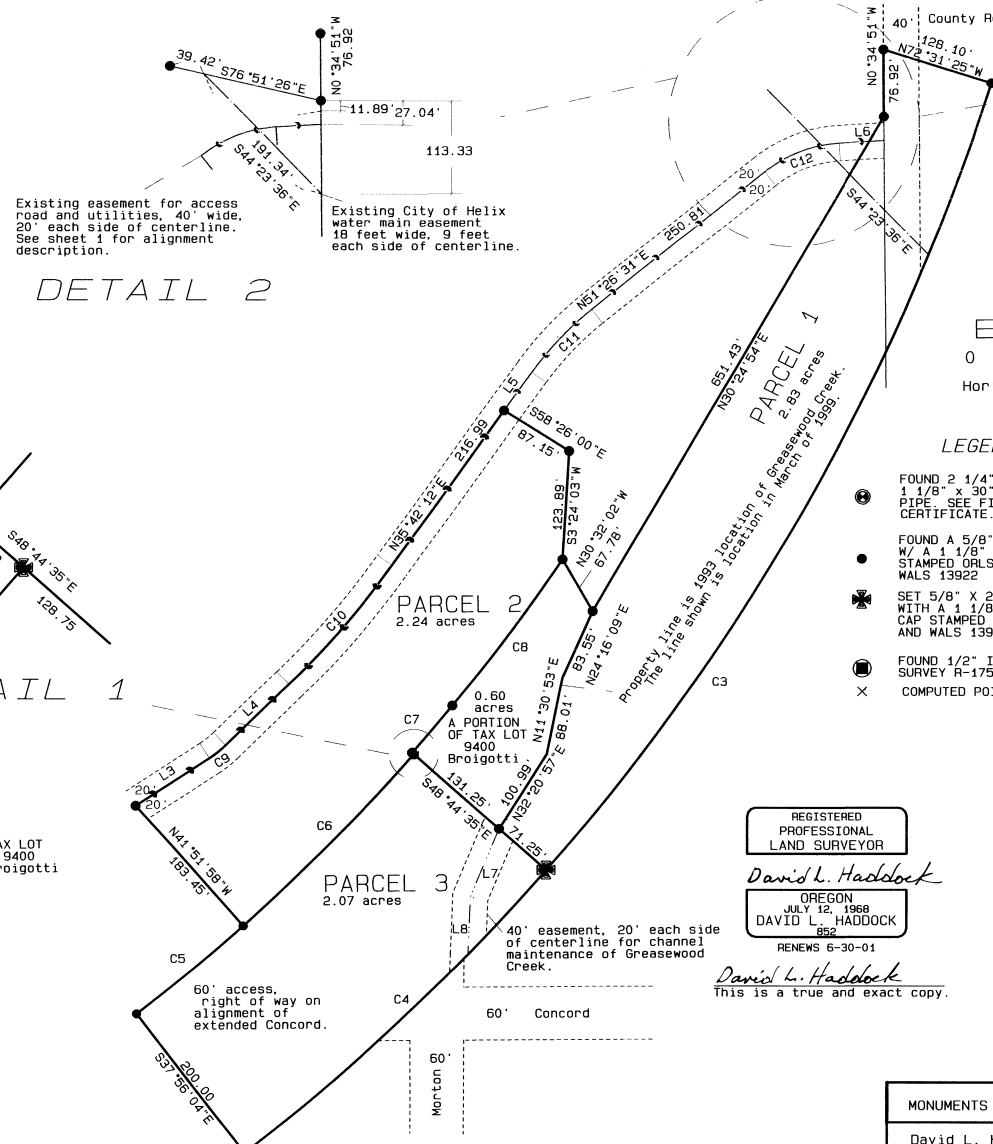 39.42'
S76°51'26"E
N0°34'51"W
76.92
11.89'
27.04'
113.33
191.34'
S44°23'36"E
Existing easement for access
road and utilities, 40' wide,
20' each side of centerline.
See sheet 1 for alignment
description.
Existing City of Helix
water main easement
18 feet wide, 9 feet
each side of centerline.
DETAIL 2
N0°34'51"W
76.92
40'
County R
128.10'
N72°31'25"W
L6
C12
20'
20'
S44°23'36"E
250.81
N51°26'31"E
C11
L5
651.43'
N30°24'54"E
PARCEL 1
2.83 acres
Property line is 1993 location of Greasewood Creek.
The line shown is location in March of 1999.
S58°26'00"E
87.15'
216.99
N35°42'12"E
123.89'
S3°24'03"W
N30°32'02"W
67.78'
S48°44'35"E
128.75
AIL 1
PARCEL 2
2.24 acres
C10
C8
83.55'
N24°16'09"E
C3
L4
C9
L3
20'
20'
C7
0.60
acres
A PORTION
OF TAX LOT
9400
Broigotti
N11°30'53"E
88.01'
100.99'
N32°20'57"E
131.25'
S48°44'35"E
71.25'
C6
N41°51'58"W
183.45'
PARCEL 3
2.07 acres
L7
L8
40' easement, 20' each side
of centerline for channel
maintenance of Greasewood
Creek.
C5
C4
60' access,
right of way on
alignment of
extended Concord.
60' Concord
60'
Morton
200.00
S37°56'04"E
AX LOT
9400
roigotti
E
0
Hor
LEGE
FOUND 2 1/4"
1 1/8" x 30"
PIPE. SEE FI
CERTIFICATE.
FOUND A 5/8"
W/ A 1 1/8"
STAMPED ORLS
WALS 13922
SET 5/8" X 2
WITH A 1 1/8
CAP STAMPED
AND WALS 139
FOUND 1/2" I
SURVEY R-175
COMPUTED POI
REGISTERED
PROFESSIONAL
LAND SURVEYOR
David L. Haddock
OREGON
JULY 12, 1968
DAVID L. HADDOCK
852
RENEWS 6-30-01
David L. Haddock
This is a true and exact copy.
MONUMENTS
David L. H